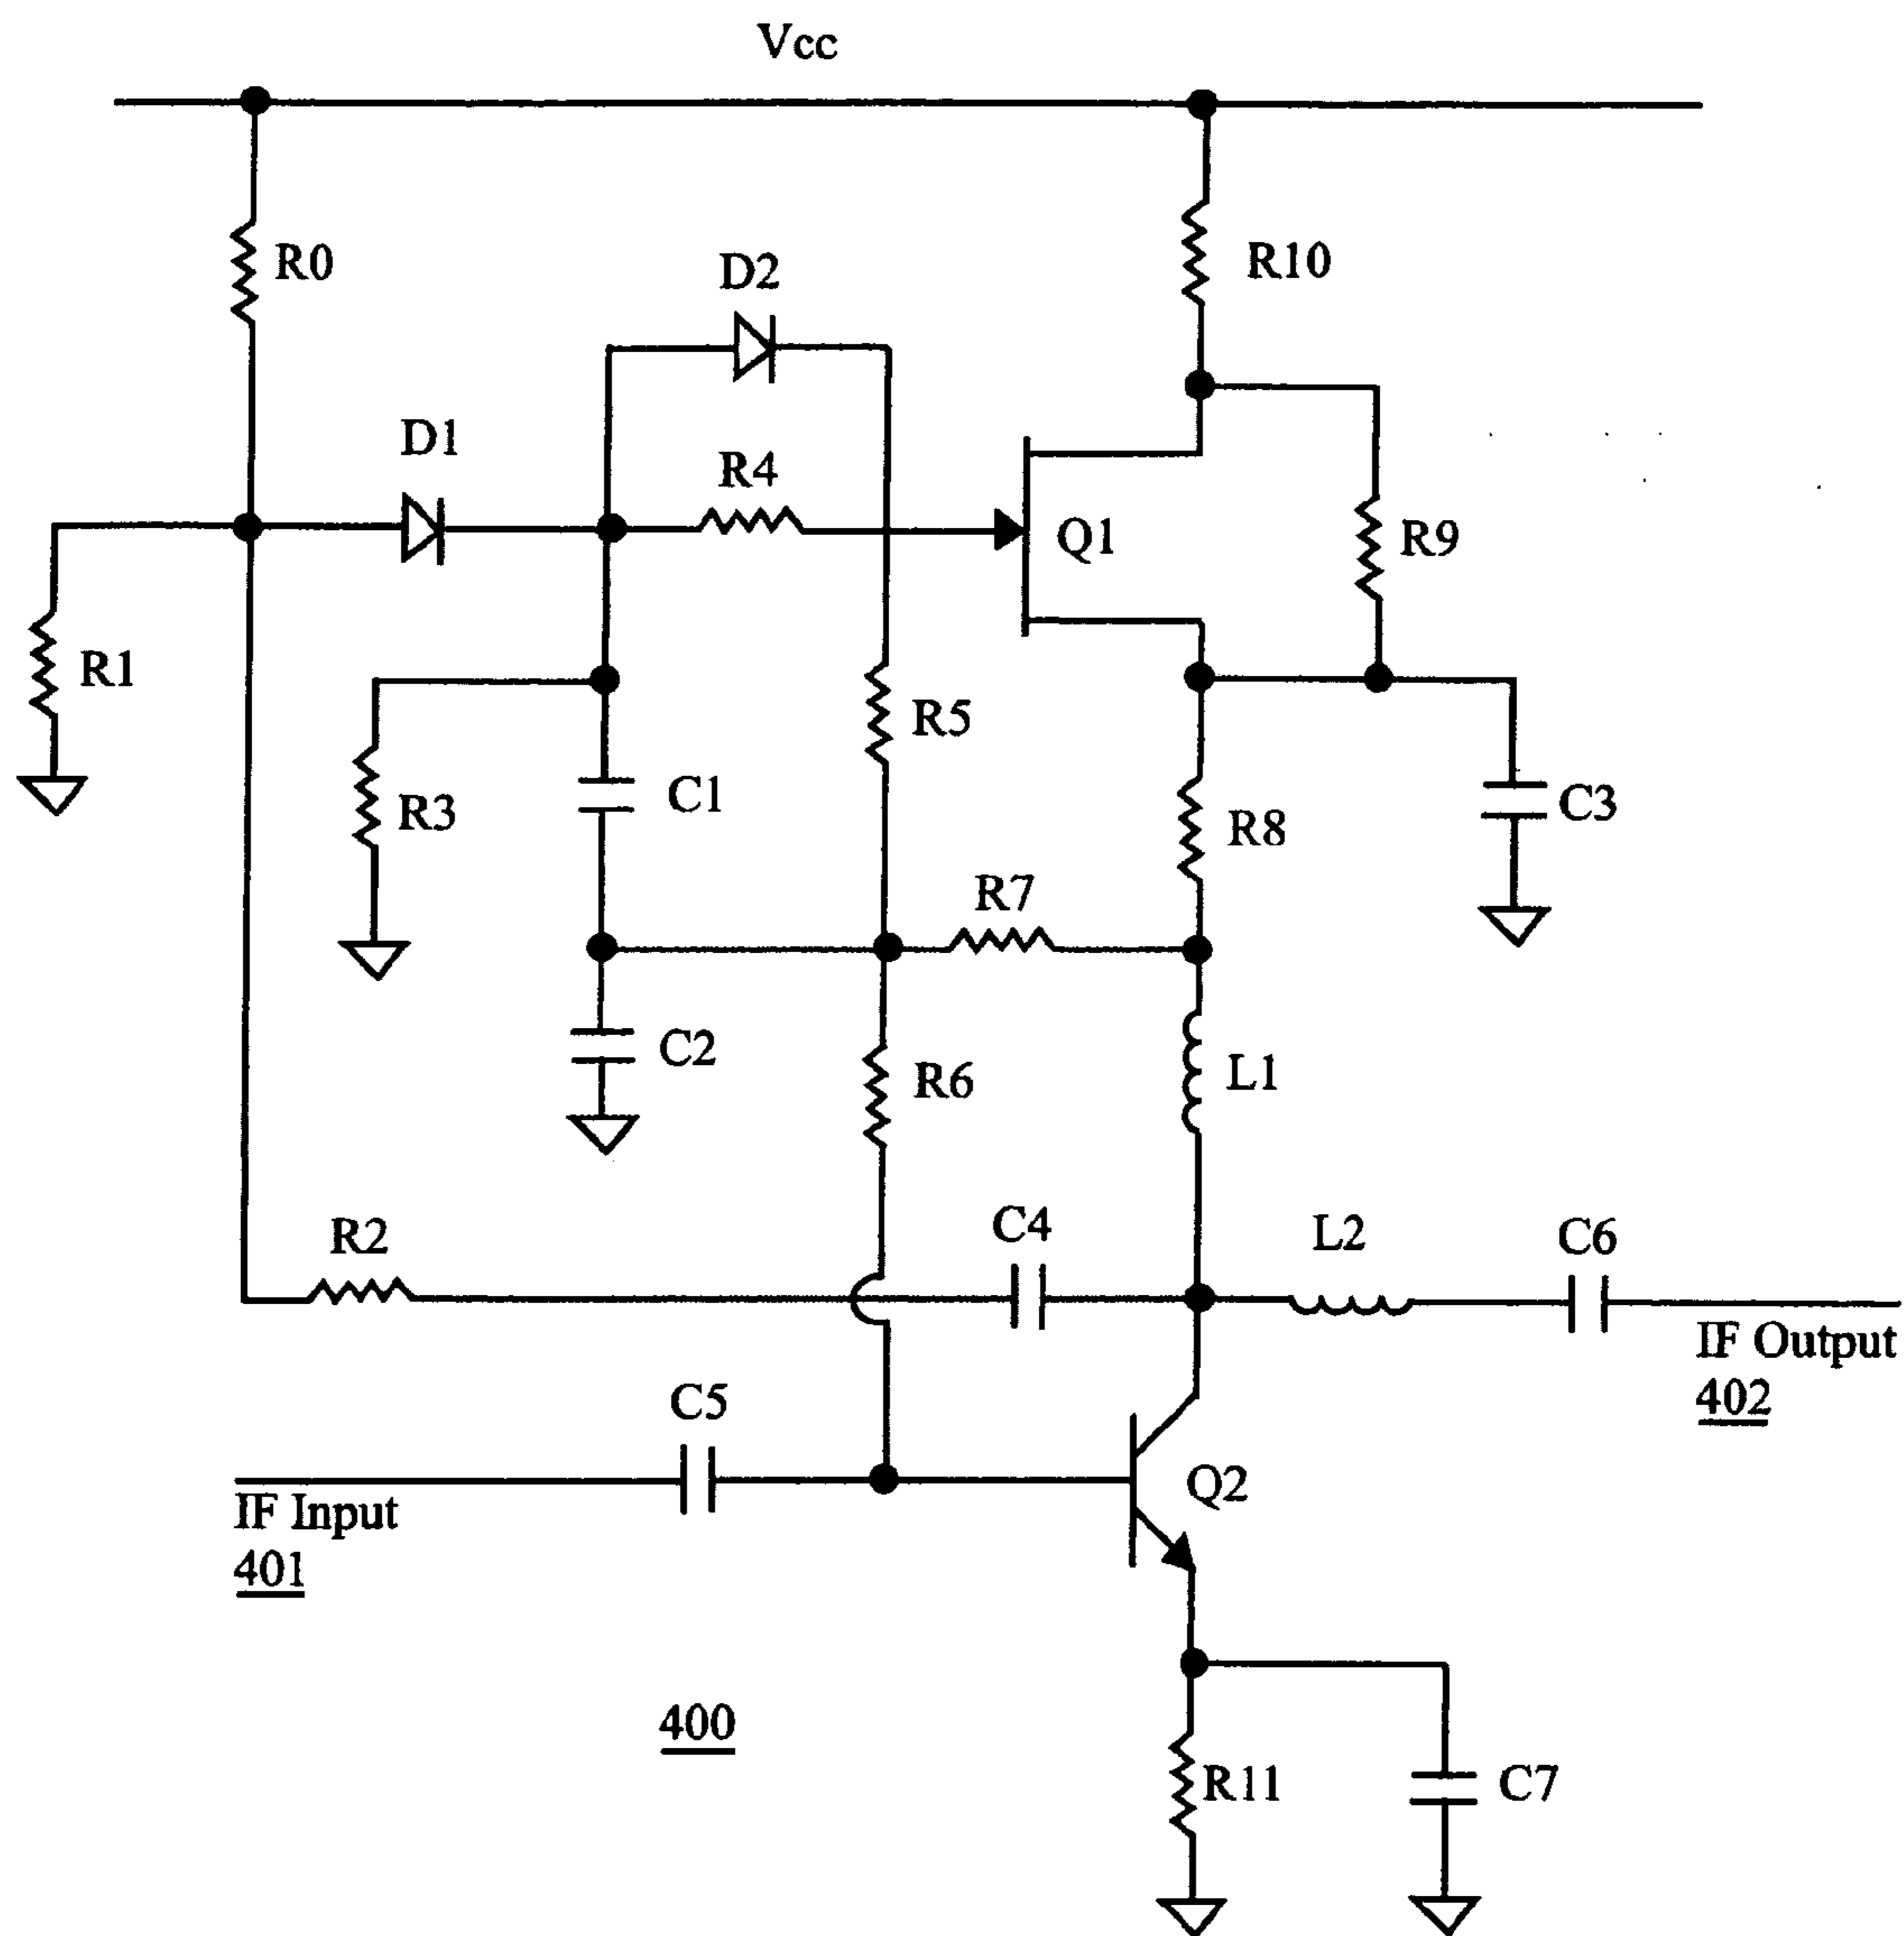 Vcc
R0
R10
D2
D1
R4
Q1
R9
R1
R5
R3
C1
R8
C3
R7
C2
R6
L1
R2
C4
L2
C6
IF Output
402
C5
Q2
IF Input
401
400
R11
C7